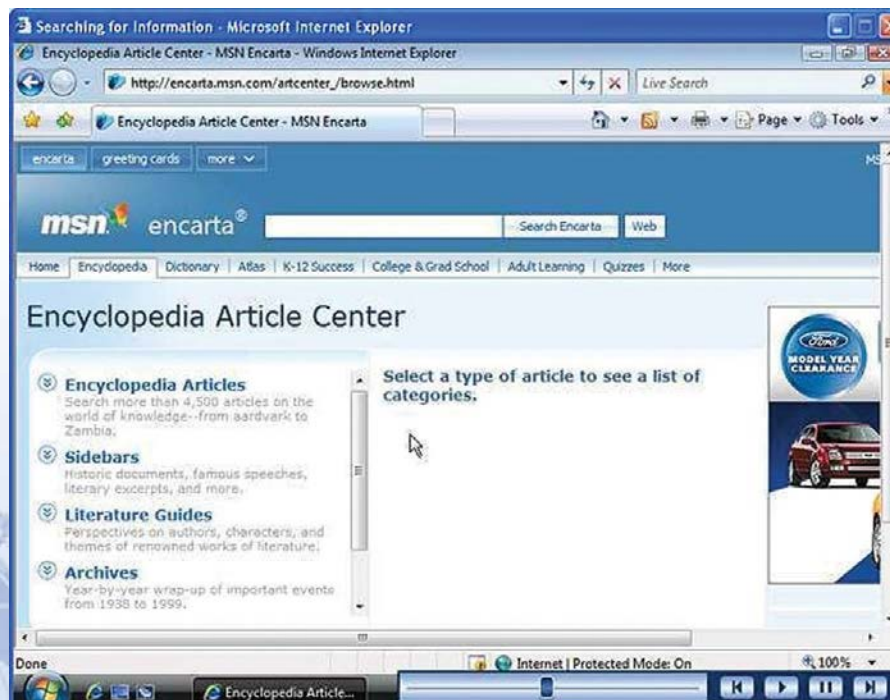 Searching for Information - Microsoft Internet Explorer
Encyclopedia Article Center - MSN Encarta - Windows Internet Explorer
http://encarta.msn.com/artcenter_/browse.html
Live Search
Encyclopedia Article Center - MSN Encarta
Page
Tools
encarta greeting cards more
MS
msn encarta®
Search Encarta Web
Home Encyclopedia Dictionary Atlas K-12 Success College & Grad School Adult Learning Quizzes More
Encyclopedia Article Center
Encyclopedia Articles
Search more than 4,500 articles on the
world of knowledge--from aardvark to
Zambia.
Sidebars
Historic documents, famous speeches,
literary excerpts, and more.
Literature Guides
Perspectives on authors, characters, and
themes of renowned works of literature.
Archives
Year-by-year wrap-up of important events
from 1938 to 1999.
Select a type of article to see a list of
categories.
Ford
MODEL YEAR
CLEARANCE
Done
Internet | Protected Mode: On
100%
Encyclopedia Article...